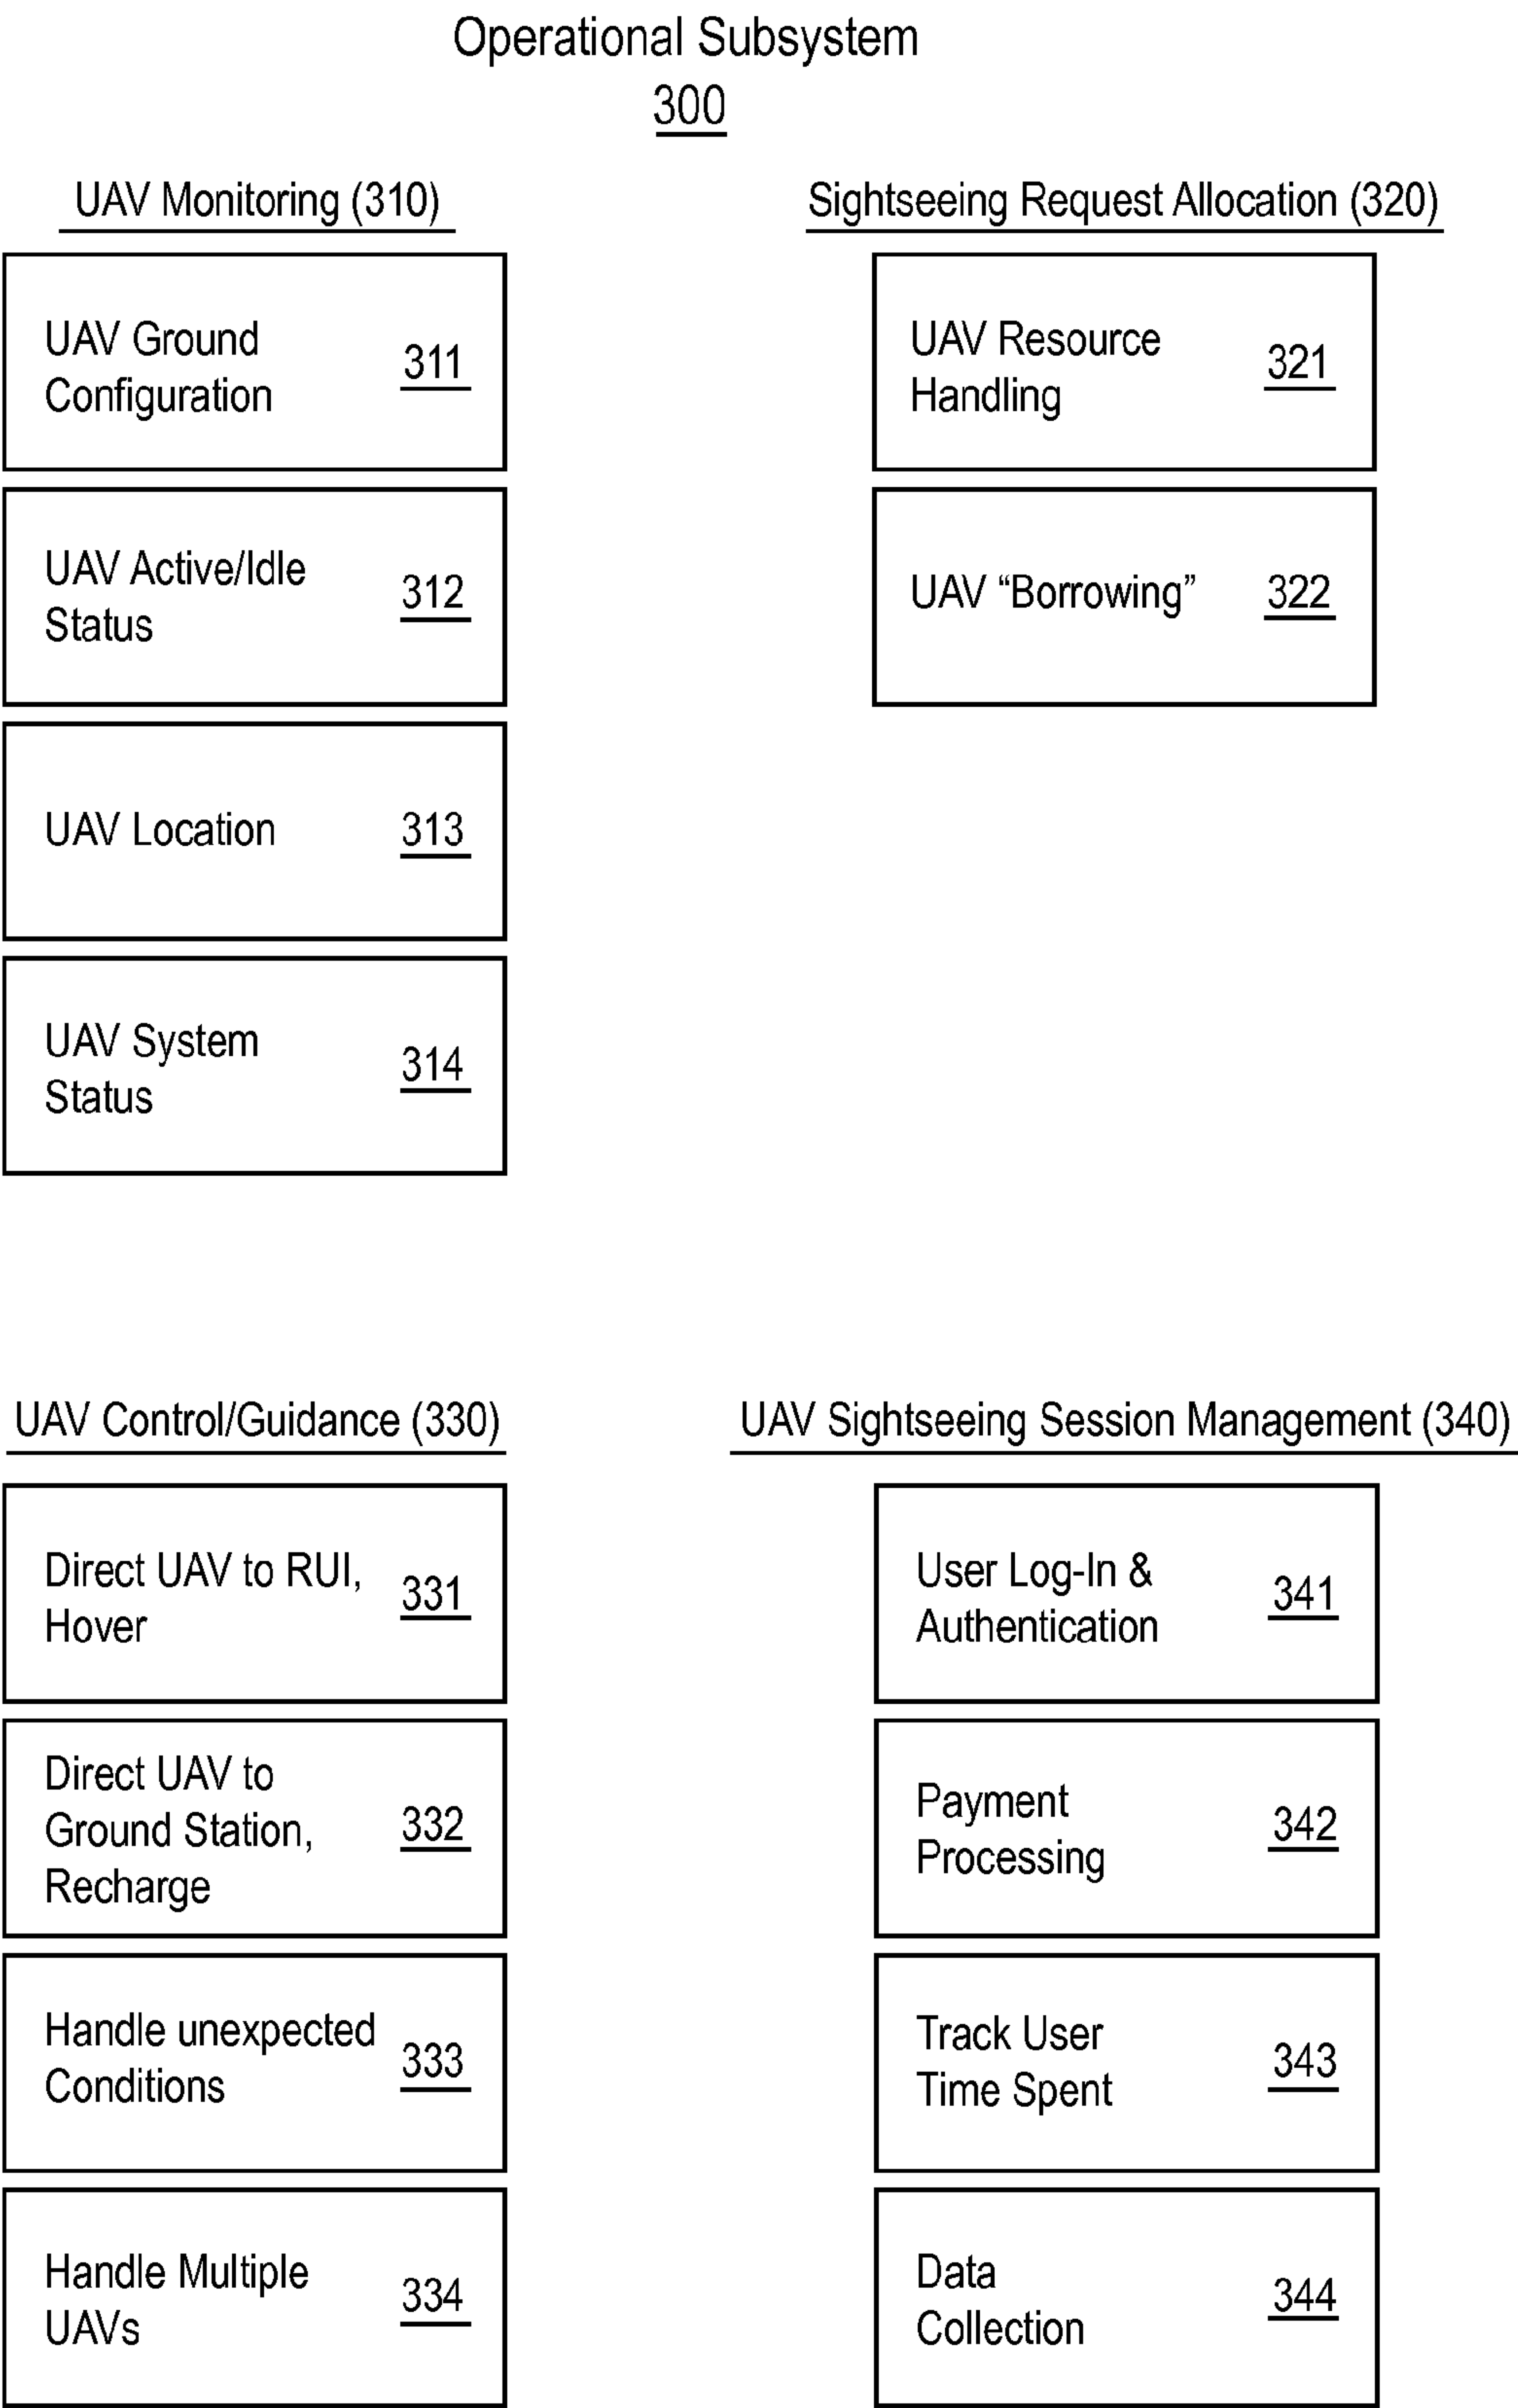 Operational Subsystem
300
UAV Monitoring (310)
UAV Ground
Configuration
311
UAV Active/Idle
Status
312
UAV Location
313
UAV System
Status
314
Sightseeing Request Allocation (320)
UAV Resource
Handling
321
UAV “Borrowing”
322
UAV Control/Guidance (330)
Direct UAV to RUI,
Hover
331
Direct UAV to
Ground Station,
Recharge
332
Handle unexpected
Conditions
333
Handle Multiple
UAVs
334
UAV Sightseeing Session Management (340)
User Log-In &
Authentication
341
Payment
Processing
342
Track User
Time Spent
343
Data
Collection
344